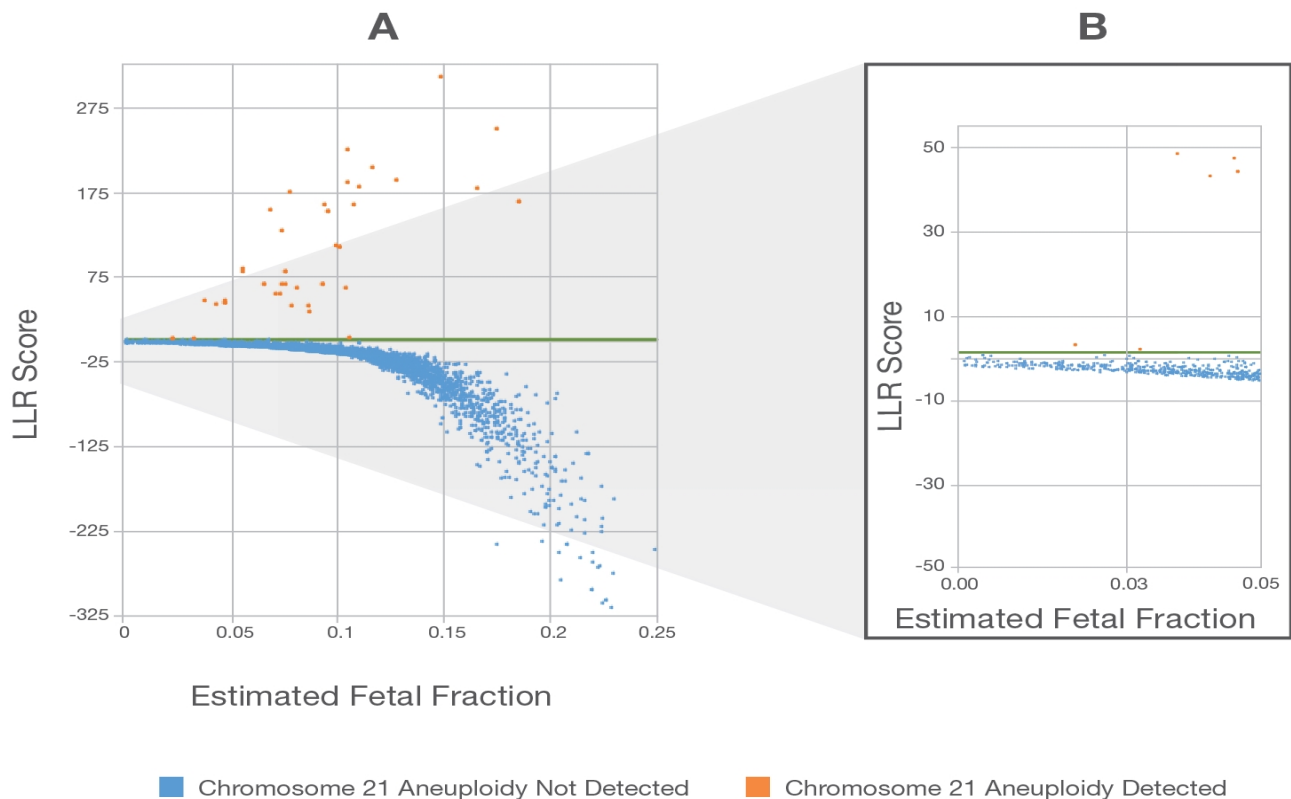 A
275
175
75
-25
-125
-225
-325
LLR Score
0 0.05 0.1 0.15 0.2 0.25
Estimated Fetal Fraction
B
50
30
10
-10
-30
-50
LLR Score
0.00 0.03 0.05
Estimated Fetal Fraction
Chromosome 21 Aneuploidy Not Detected
Chromosome 21 Aneuploidy Detected